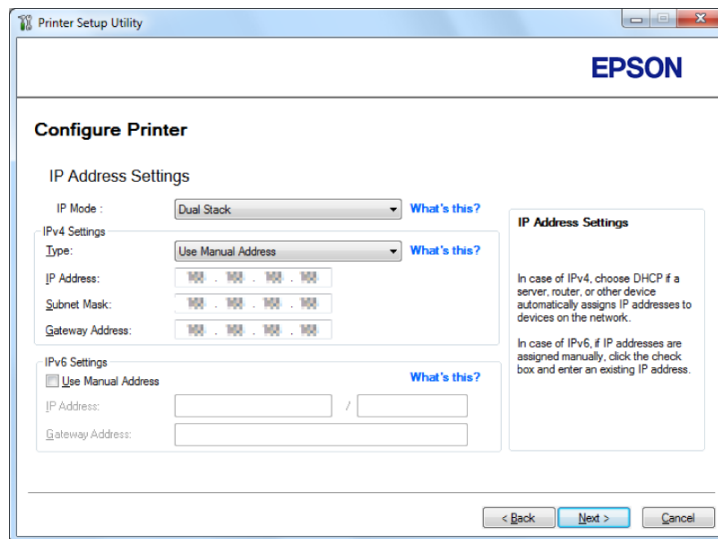 Printer Setup Utility
EPSON
Configure Printer
IP Address Settings
IP Mode :
Dual Stack
What's this?
IPv4 Settings
Type:
Use Manual Address
What's this?
IP Address:
. . .
Subnet Mask:
. . .
Gateway Address:
. . .
IPv6 Settings
Use Manual Address
What's this?
IP Address:
/
Gateway Address:
IP Address Settings
In case of IPv4, choose DHCP if a
server, router, or other device
automatically assigns IP addresses to
devices on the network.
In case of IPv6, if IP addresses are
assigned manually, click the check
box and enter an existing IP address.
< Back
Next >
Cancel